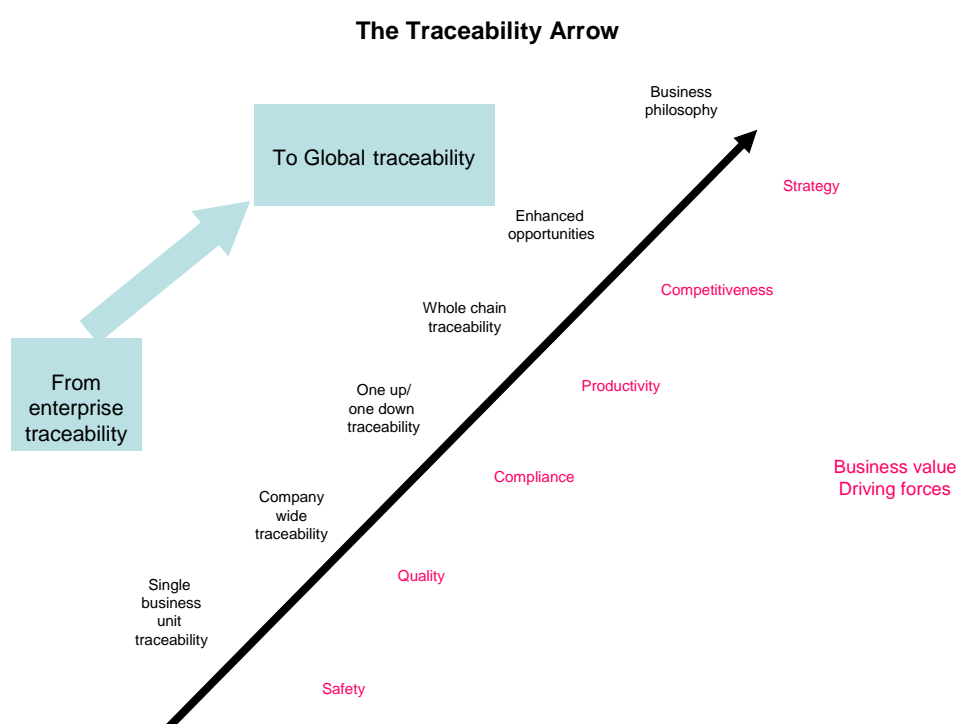 The Traceability Arrow
Business
philosophy
To Global traceability
Strategy
Enhanced
opportunities
Competitiveness
Whole chain
traceability
From
enterprise
traceability
One up/
one down
traceability
Productivity
Compliance
Business value
Driving forces
Company
wide
traceability
Quality
Single
business
unit
traceability
Safety